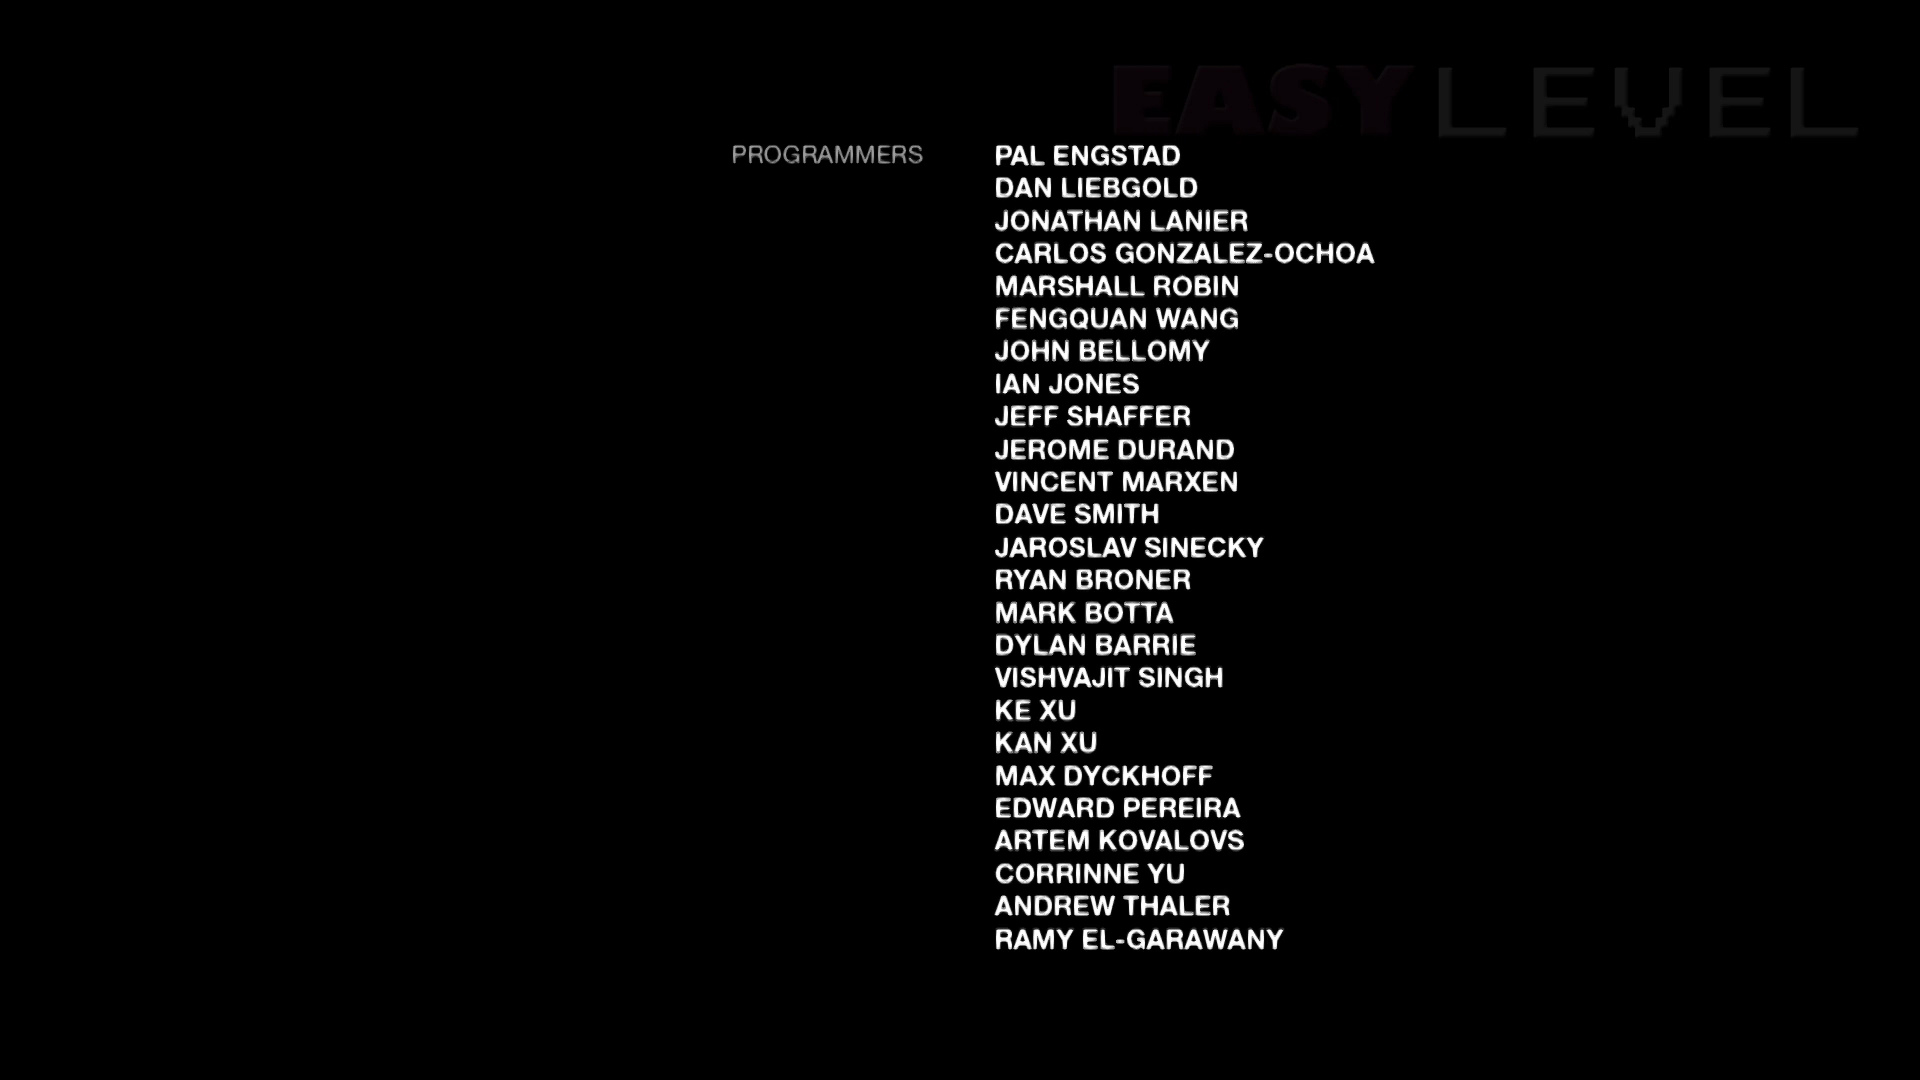 EASY LEVEL
PROGRAMMERS PAL ENGSTAD
DAN LIEBGOLD
JONATHAN LANIER
CARLOS GONZALEZ-OCHOA
MARSHALL ROBIN
FENGQUAN WANG
JOHN BELLOMY
IAN JONES
JEFF SHAFFER
JEROME DURAND
VINCENT MARXEN
DAVE SMITH
JAROSLAV SINECKY
RYAN BRONER
MARK BOTTA
DYLAN BARRIE
VISHVAJIT SINGH
KE XU
KAN XU
MAX DYCKHOFF
EDWARD PEREIRA
ARTEM KOVALOVS
CORRINNE YU
ANDREW THALER
RAMY EL-GARAWANY